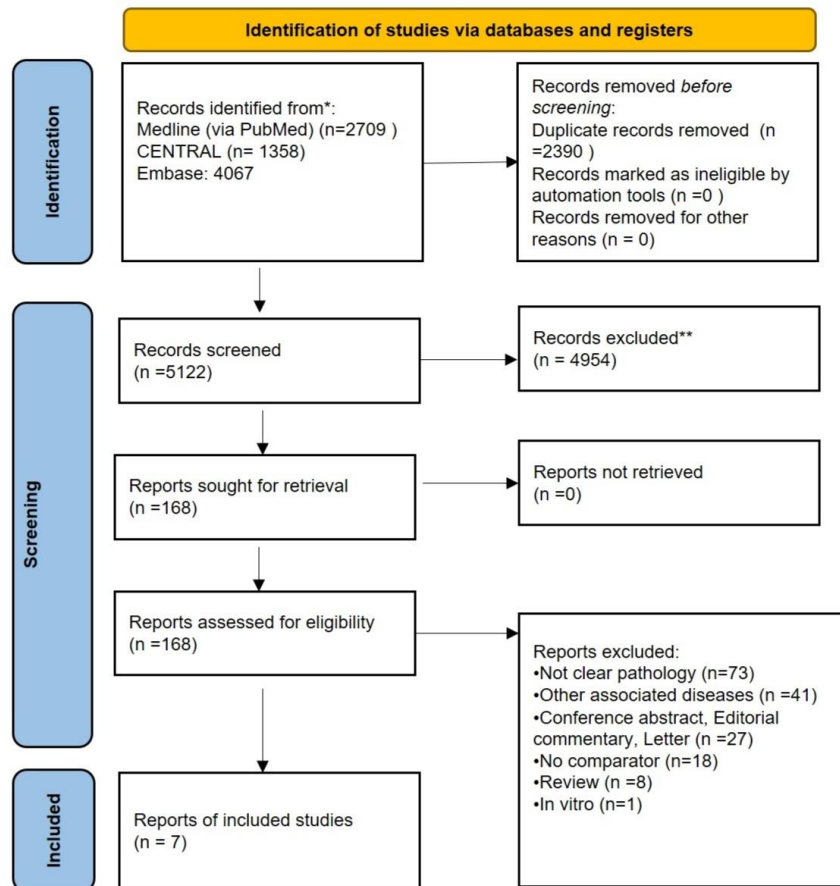 Identification of studies via databases and registers
Identification
Records identified from*:
Medline (via PubMed) (n=2709 )
CENTRAL (n= 1358)
Embase: 4067
Records removed before
screening:
Duplicate records removed  (n
=2390 )
Records marked as ineligible by
automation tools (n =0 )
Records removed for other
reasons (n = 0)
Screening
Records screened
(n =5122)
Records excluded**
(n = 4954)
Reports sought for retrieval
(n =168)
Reports not retrieved
(n =0)
Reports assessed for eligibility
(n =168)
Reports excluded:
•Not clear pathology (n=73)
•Other associated diseases (n =41)
•Conference abstract, Editorial
commentary, Letter (n =27)
•No comparator (n=18)
•Review (n =8)
•In vitro (n=1)
Included
Reports of included studies
(n = 7)